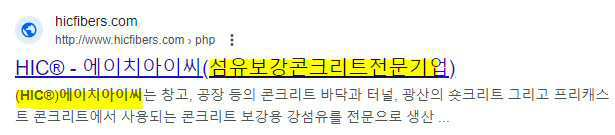 hicfibers.com
http://www.hicfibers.com › php
HIC® - 에이치아이씨(섬유보강콘크리트전문기업)
(HIC®)에이치아이씨는 창고, 공장 등의 콘크리트 바닥과 터널, 광산의 숏크리트 그리고 프리캐스
트 콘크리트에서 사용되는 콘크리트 보강용 강섬유를 전문으로 생산 ...